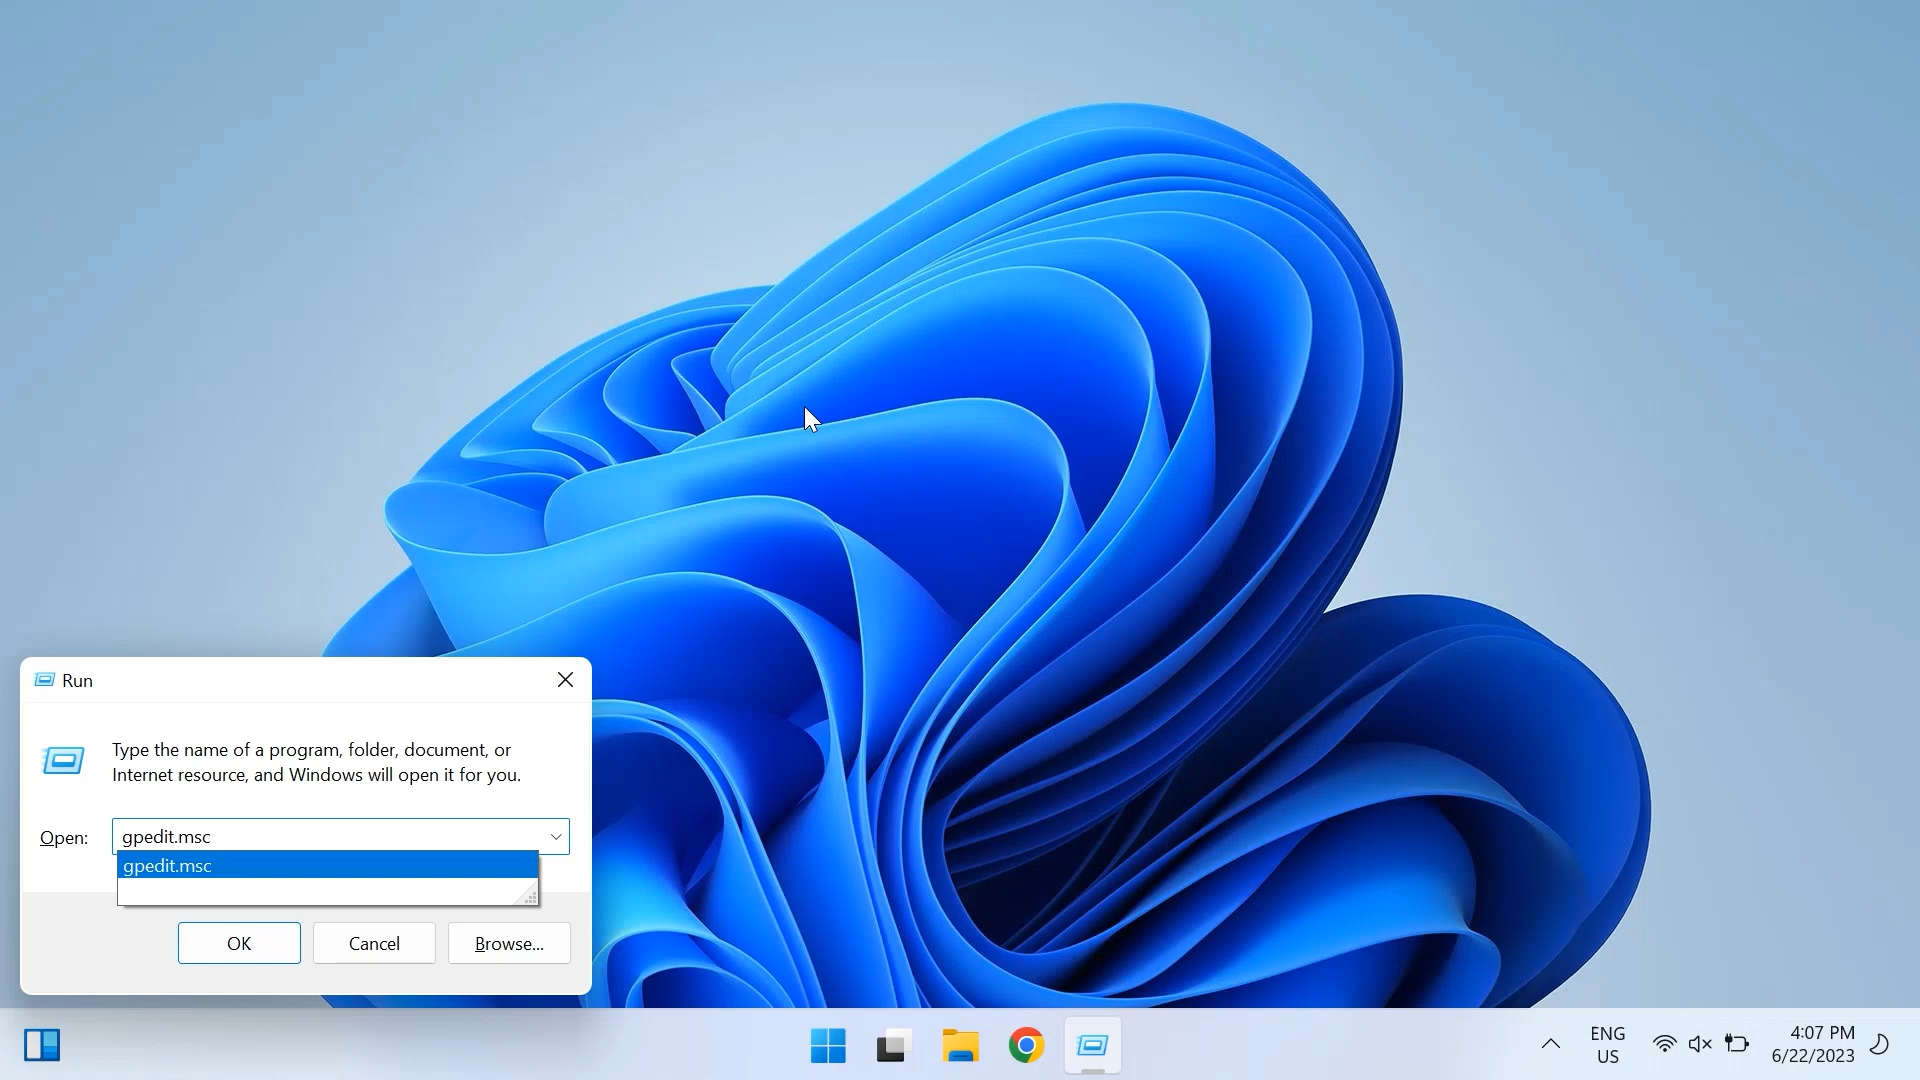 Run
Type the name of a program, folder, document, or
Internet resource, and Windows will open it for you.
Open:
gpedit.msc
gpedit.msc
OK
Cancel
Browse...
ENG
US
4:07 PM
6/22/2023